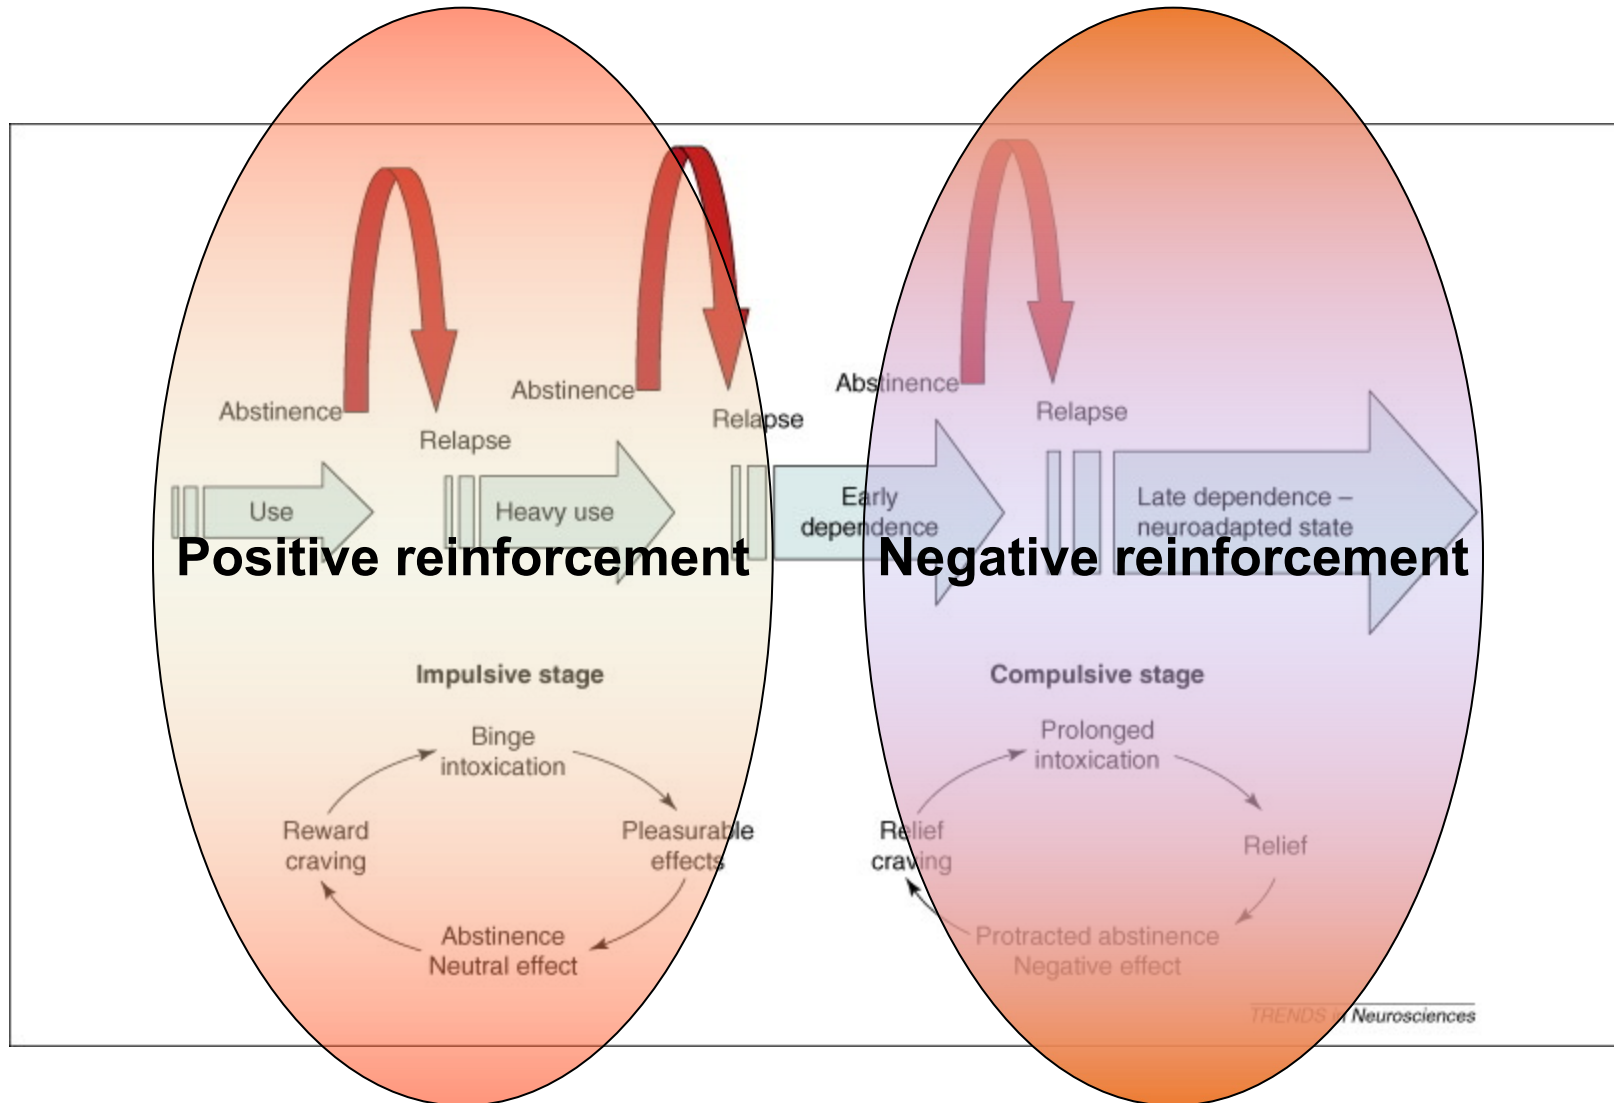 Abstinence
Relapse
Abstinence
Relapse
Abstinence
Relapse
Use
Heavy use
Early
dependence
Late dependence –
neuroadapted state
Positive reinforcement
Negative reinforcement
Impulsive stage
Binge
intoxication
Pleasurable
effects
Abstinence
Neutral effect
Reward
craving
Compulsive stage
Prolonged
intoxication
Relief
Protracted abstinence
Negative effect
Relief
craving
TRENDS in Neurosciences